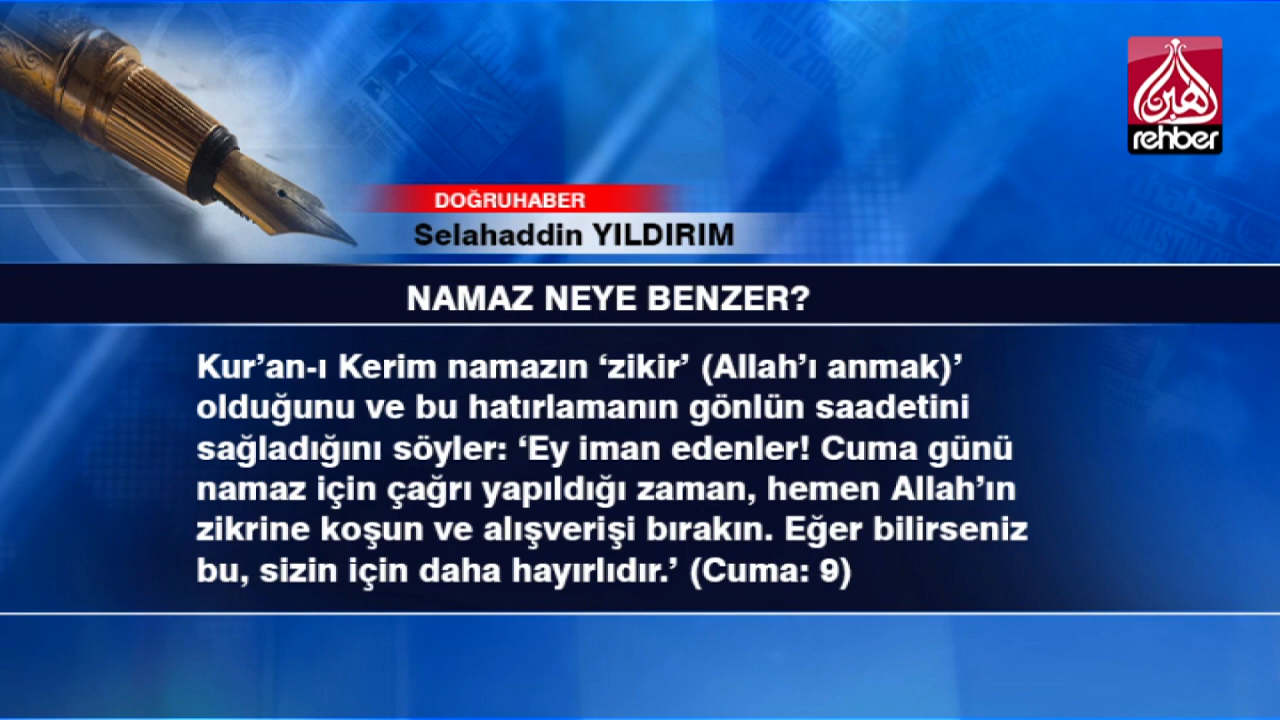 رهبر
rehber
DOĞRUHABER
Selahaddin YILDIRIM
NAMAZ NEYE BENZER?
Kur’an-ı Kerim namazın ‘zikir’ (Allah’ı anmak)’
olduğunu ve bu hatırlamanın gönlün saadetini
sağladığını söyler: ‘Ey iman edenler! Cuma günü
namaz için çağrı yapıldığı zaman, hemen Allah’ın
zikrine koşun ve alışverişi bırakın. Eğer bilirseniz
bu, sizin için daha hayırlıdır.’ (Cuma: 9)